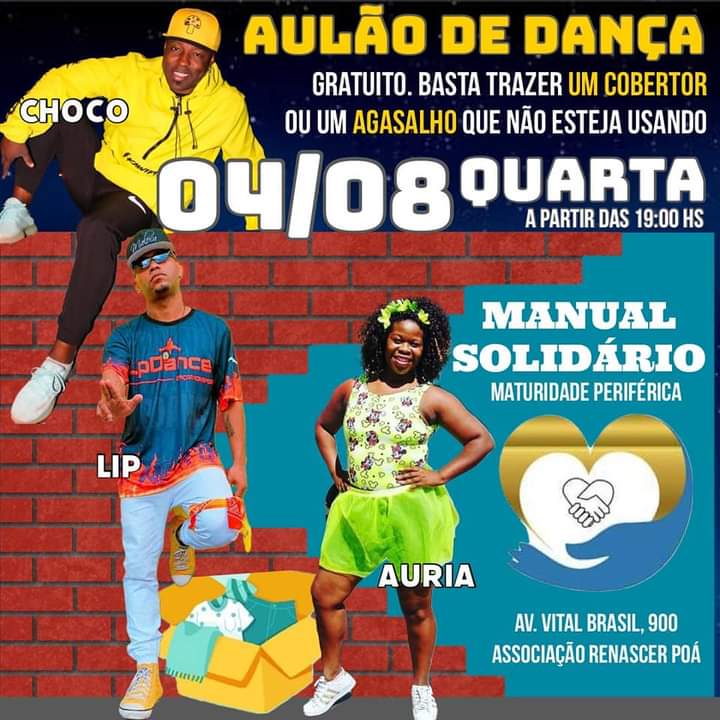 AULÃO DE DANÇA
GRATUITO. BASTA TRAZER UM COBERTOR
OU UM AGASALHO QUE NÃO ESTEJA USANDO
CHOCO
04/08 QUARTA
A PARTIR DAS 19:00 HS
MANUAL
SOLIDÁRIO
MATURIDADE PERIFÉRICA
LIP
AURIA
AV. VITAL BRASIL, 900
ASSOCIAÇÃO RENASCER POÁ